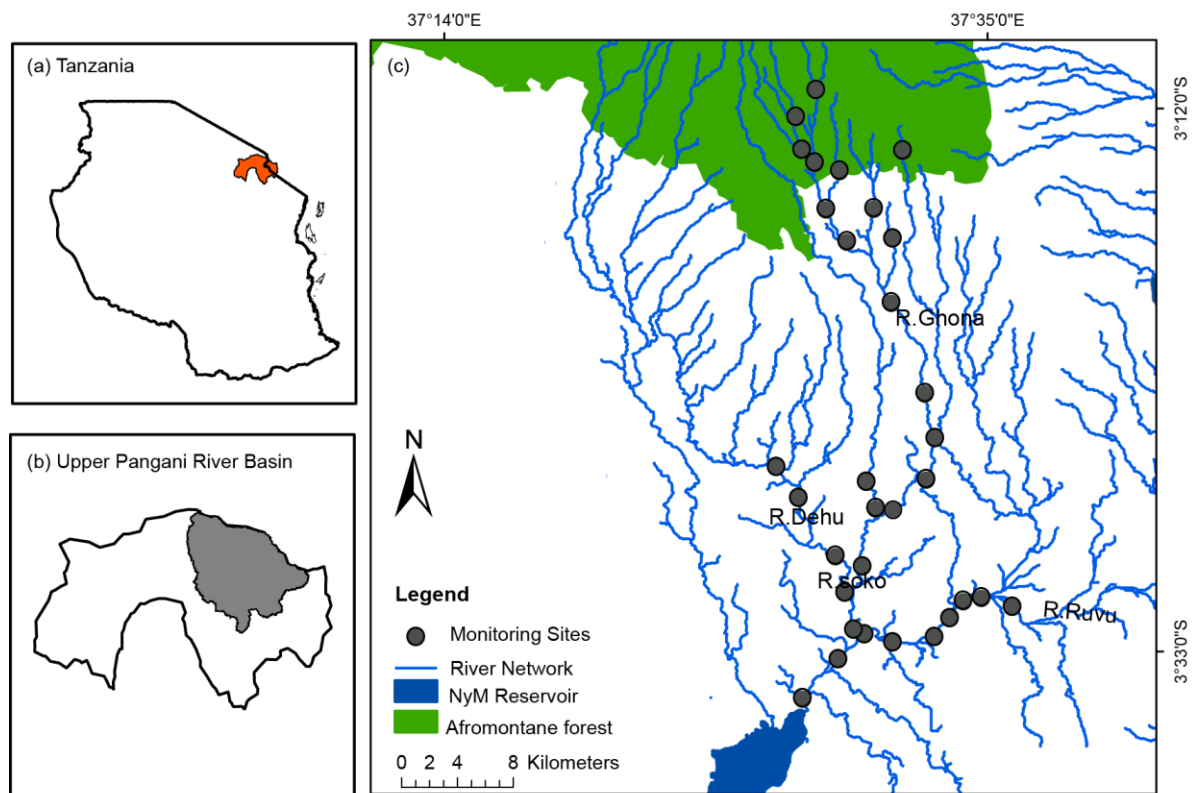 37°14'0"E
37°35'0"E
(a) Tanzania
(c)
3°12'0"S
R.Ghona
(b) Upper Pangani River Basin
N
R.Dehu
R.soko
R.Ruvu
3°33'0"S
Legend
Monitoring Sites
River Network
NyM Reservoir
Afromontane forest
0 2 4 8 Kilometers